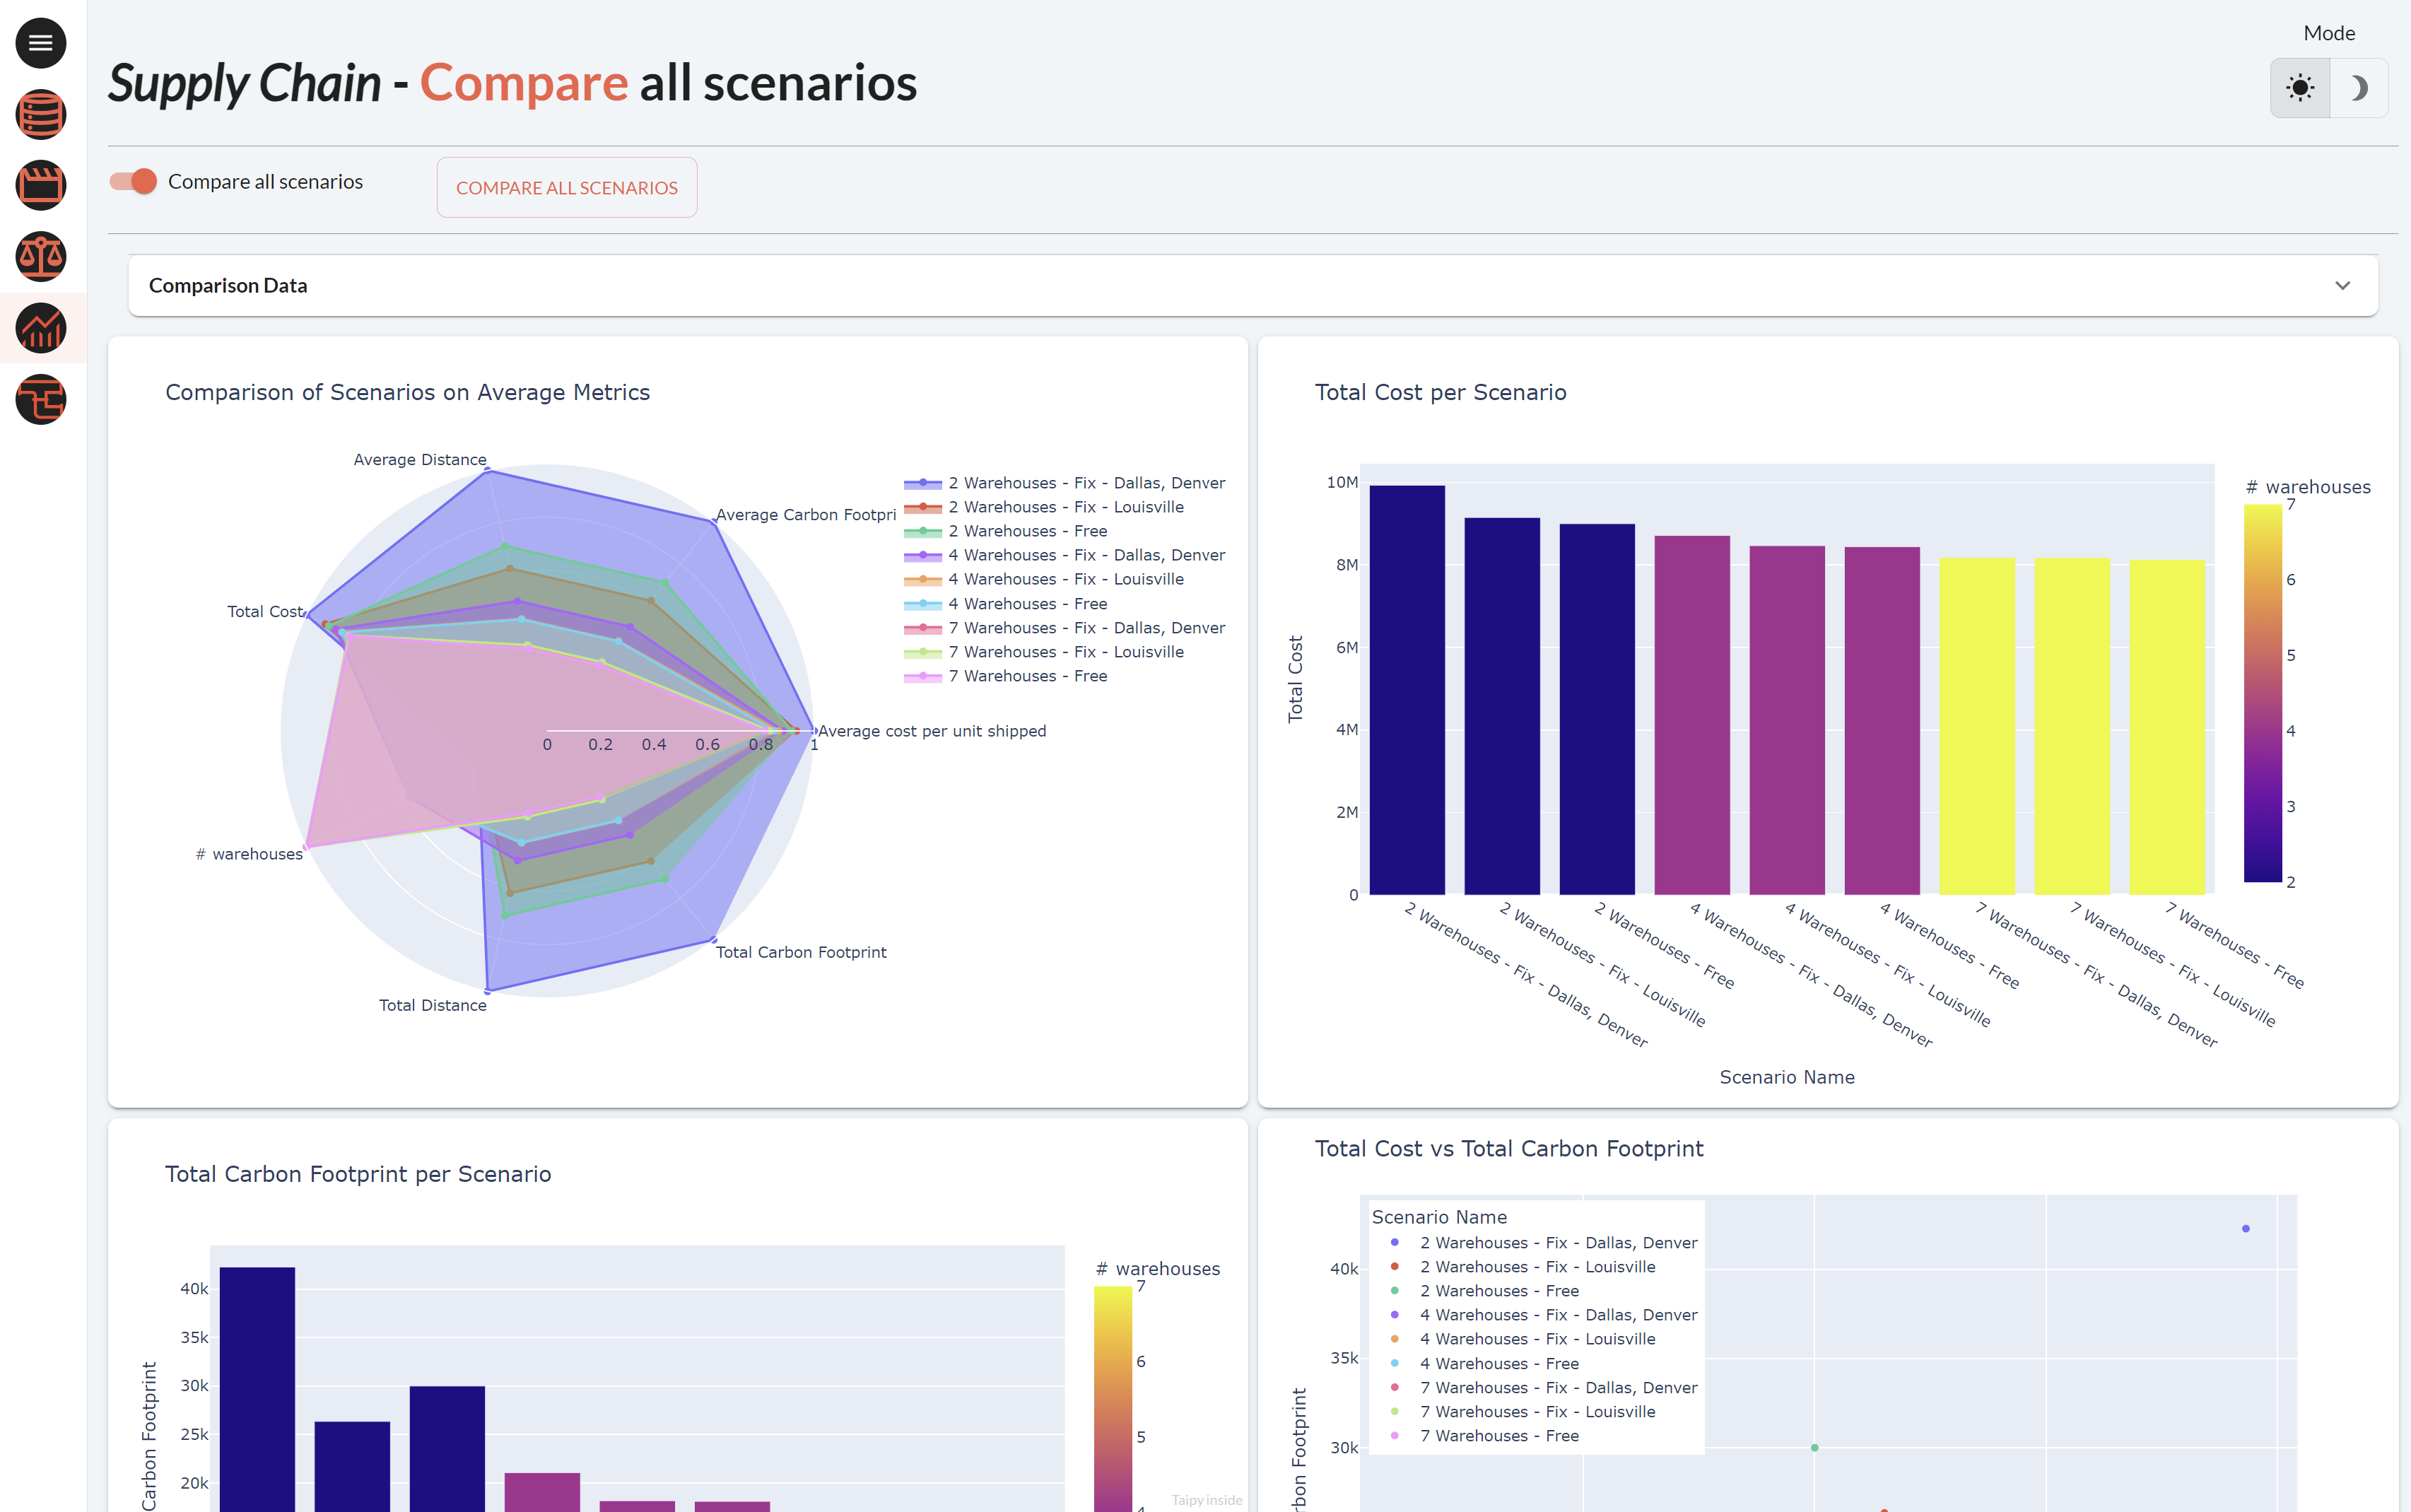 Mode
Supply Chain - Compare all scenarios
Compare all scenarios
COMPARE ALL SCENARIOS
Comparison Data
Comparison of Scenarios on Average Metrics
Average Distance
Average Carbon Footpri
Total Cost
Average cost per unit shipped
0 0.2 0.4 0.6 0.8 1
# warehouses
Total Carbon Footprint
Total Distance
2 Warehouses - Fix - Dallas, Denver
2 Warehouses - Fix - Louisville
2 Warehouses - Free
4 Warehouses - Fix - Dallas, Denver
4 Warehouses - Fix - Louisville
4 Warehouses - Free
7 Warehouses - Fix - Dallas, Denver
7 Warehouses - Fix - Louisville
7 Warehouses - Free
Total Cost per Scenario
Total Cost
10M
8M
6M
4M
2M
0
2 Warehouses - Fix - Dallas, Denver
2 Warehouses - Fix - Louisville
2 Warehouses - Free
4 Warehouses - Fix - Dallas, Denver
4 Warehouses - Fix - Louisville
4 Warehouses - Free
7 Warehouses - Fix - Dallas, Denver
7 Warehouses - Fix - Louisville
7 Warehouses - Free
Scenario Name
# warehouses
7
6
5
4
3
2
Total Carbon Footprint per Scenario
Carbon Footprint
40k
35k
30k
25k
20k
# warehouses
7
6
5
4
Taipy inside
Total Cost vs Total Carbon Footprint
rbon Footprint
40k
35k
30k
Scenario Name
2 Warehouses - Fix - Dallas, Denver
2 Warehouses - Fix - Louisville
2 Warehouses - Free
4 Warehouses - Fix - Dallas, Denver
4 Warehouses - Fix - Louisville
4 Warehouses - Free
7 Warehouses - Fix - Dallas, Denver
7 Warehouses - Fix - Louisville
7 Warehouses - Free